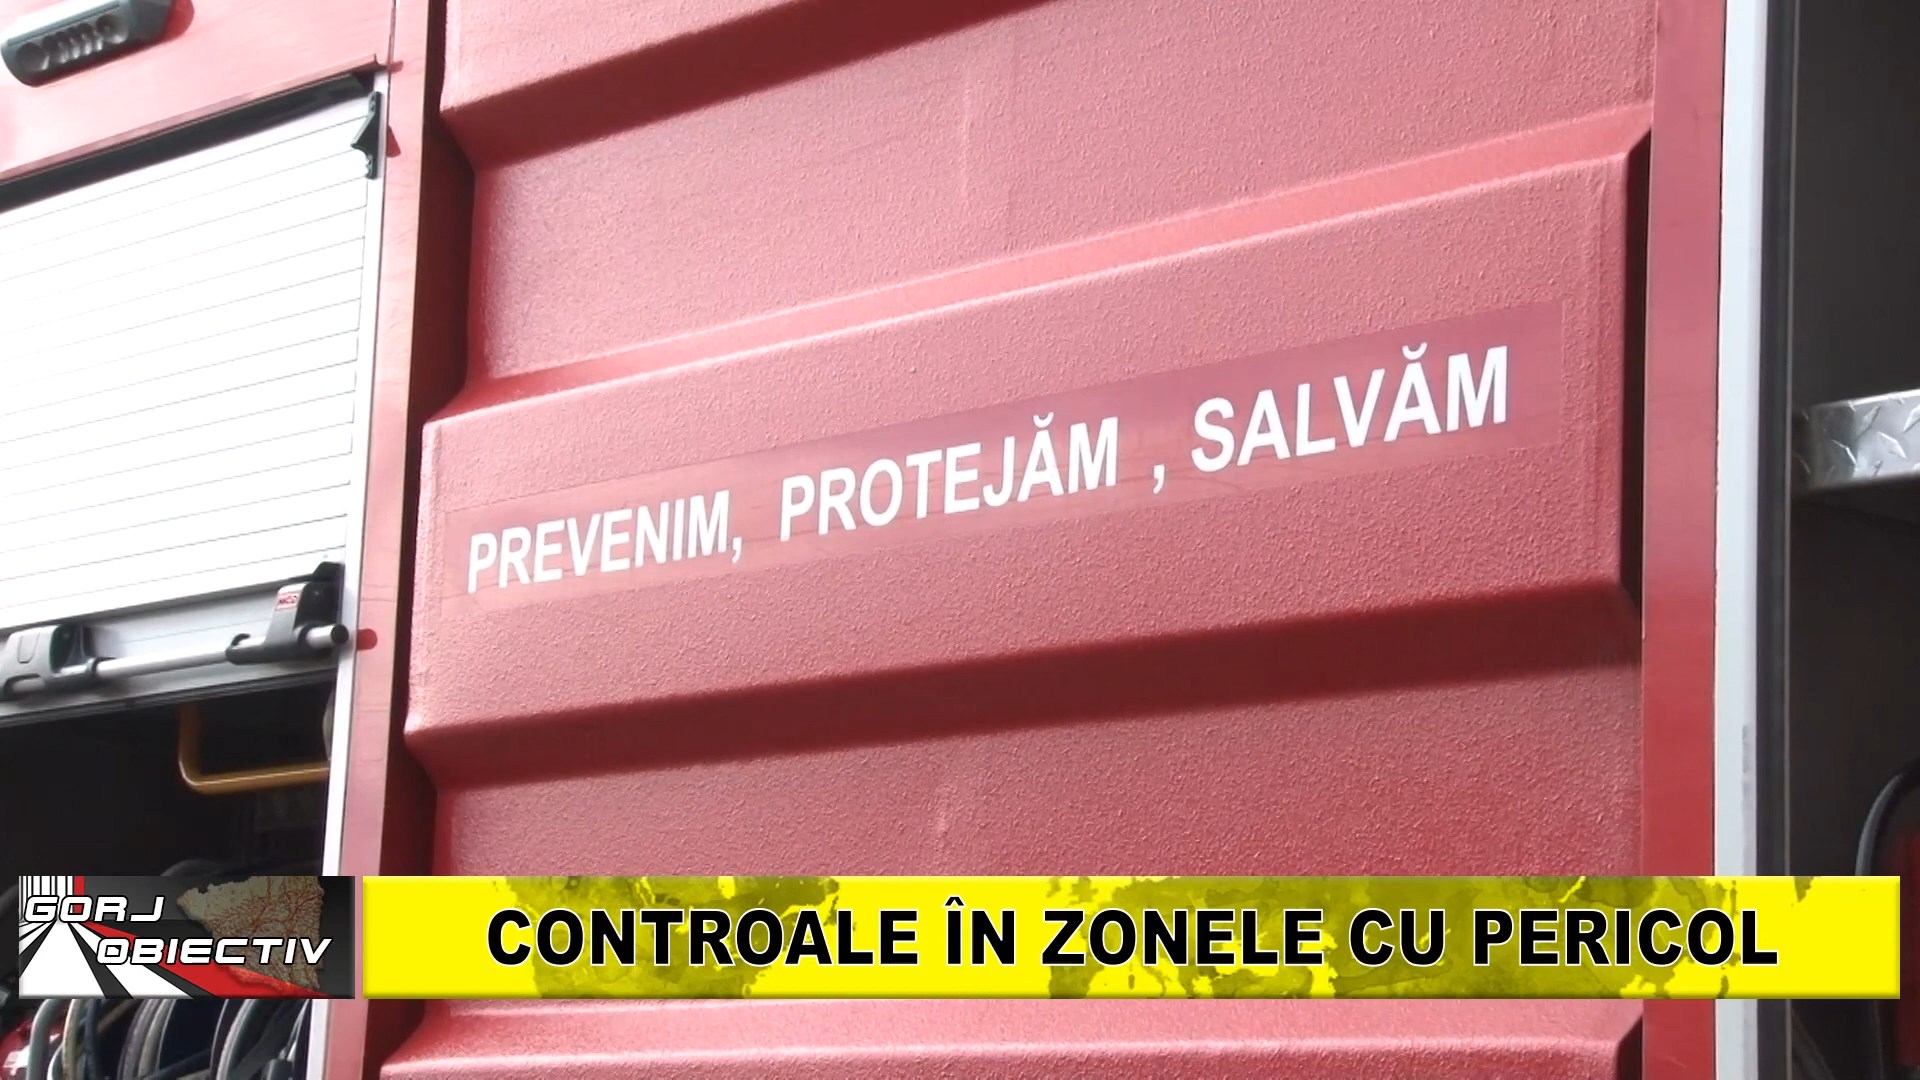 PREVENIM, PROTEJĂM , SALVĂM
GORJ
OBIECTIV
CONTROALE ÎN ZONELE CU PERICOL